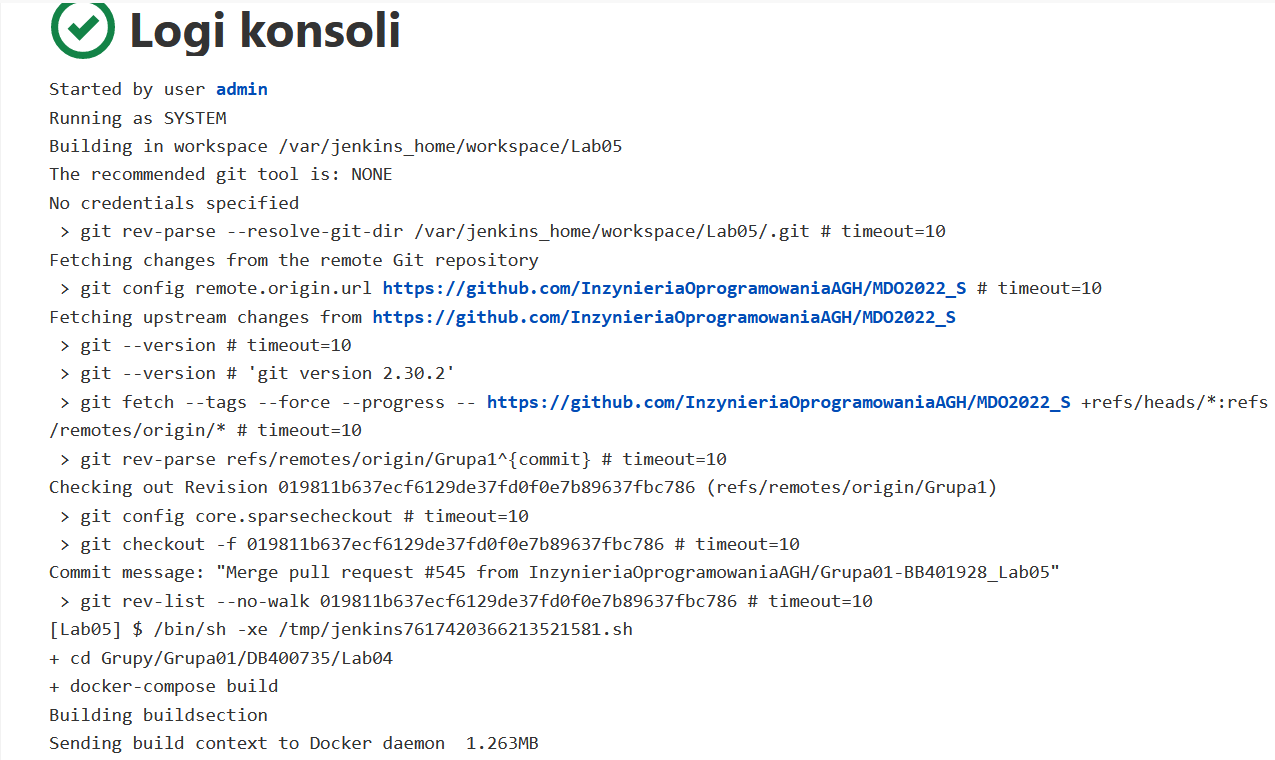 Logi konsoli
Started by user admin
Running as SYSTEM
Building in workspace /var/jenkins_home/workspace/Lab05
The recommended git tool is: NONE
No credentials specified
 > git rev-parse --resolve-git-dir /var/jenkins_home/workspace/Lab05/.git # timeout=10
Fetching changes from the remote Git repository
 > git config remote.origin.url https://github.com/InzynieriaOprogramowaniaAGH/MDO2022_S # timeout=10
Fetching upstream changes from https://github.com/InzynieriaOprogramowaniaAGH/MDO2022_S
 > git --version # timeout=10
 > git --version # 'git version 2.30.2'
 > git fetch --tags --force --progress -- https://github.com/InzynieriaOprogramowaniaAGH/MDO2022_S +refs/heads/*:refs
/remotes/origin/* # timeout=10
 > git rev-parse refs/remotes/origin/Grupa1^{commit} # timeout=10
Checking out Revision 019811b637ecf6129de37fd0f0e7b89637fbc786 (refs/remotes/origin/Grupa1)
 > git config core.sparsecheckout # timeout=10
 > git checkout -f 019811b637ecf6129de37fd0f0e7b89637fbc786 # timeout=10
Commit message: "Merge pull request #545 from InzynieriaOprogramowaniaAGH/Grupa01-BB401928_Lab05"
 > git rev-list --no-walk 019811b637ecf6129de37fd0f0e7b89637fbc786 # timeout=10
[Lab05] $ /bin/sh -xe /tmp/jenkins7617420366213521581.sh
+ cd Grupy/Grupa01/DB400735/Lab04
+ docker-compose build
Building buildsection
Sending build context to Docker daemon  1.263MB